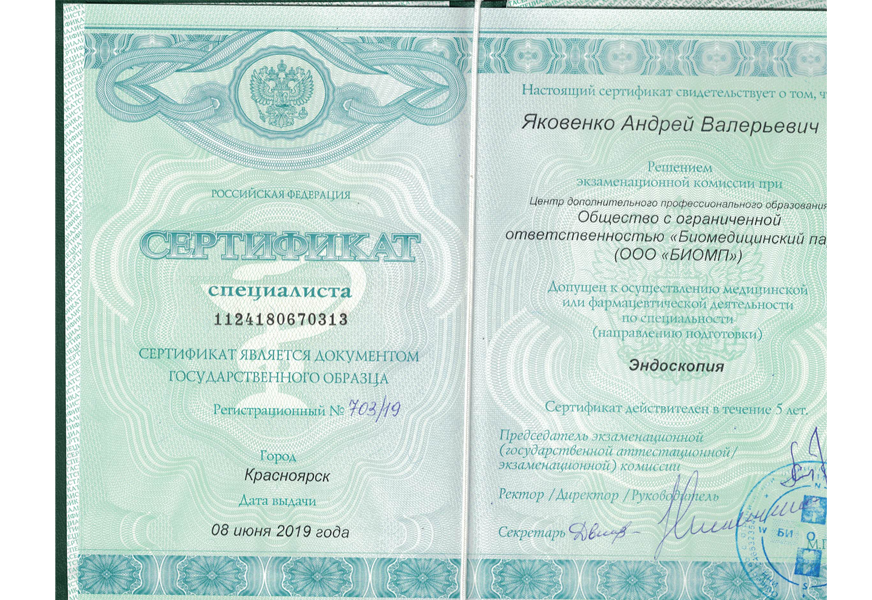 РОССИЙСКАЯ ФЕДЕРАЦИЯ
СЕРТИФИКАТ
специалиста
1124180670313
СЕРТИФИКАТ ЯВЛЯЕТСЯ ДОКУМЕНТОМ
ГОСУДАРСТВЕННОГО ОБРАЗЦА
Регистрационный № 703/19
Город
Красноярск
Дата выдачи
08 июня 2019 года
Настоящий сертификат свидетельствует о том,
Яковенко Андрей Валерьевич
Решением
экзаменационной комиссии при
Центр дополнительного профессионального образования
Общество с ограниченной
ответственностью «Биомедицинский
(ООО «БИОМП»)
Допущен к осуществлению медицинской
или фармацевтической деятельности
по специальности
(направлению подготовки)
Эндоскопия
Сертификат действителен в течение 5 лет.
Председатель экзаменационной
(государственной аттестационной/
экзаменационной) комиссии
Ректор /Директор /Руководитель
Секретарь